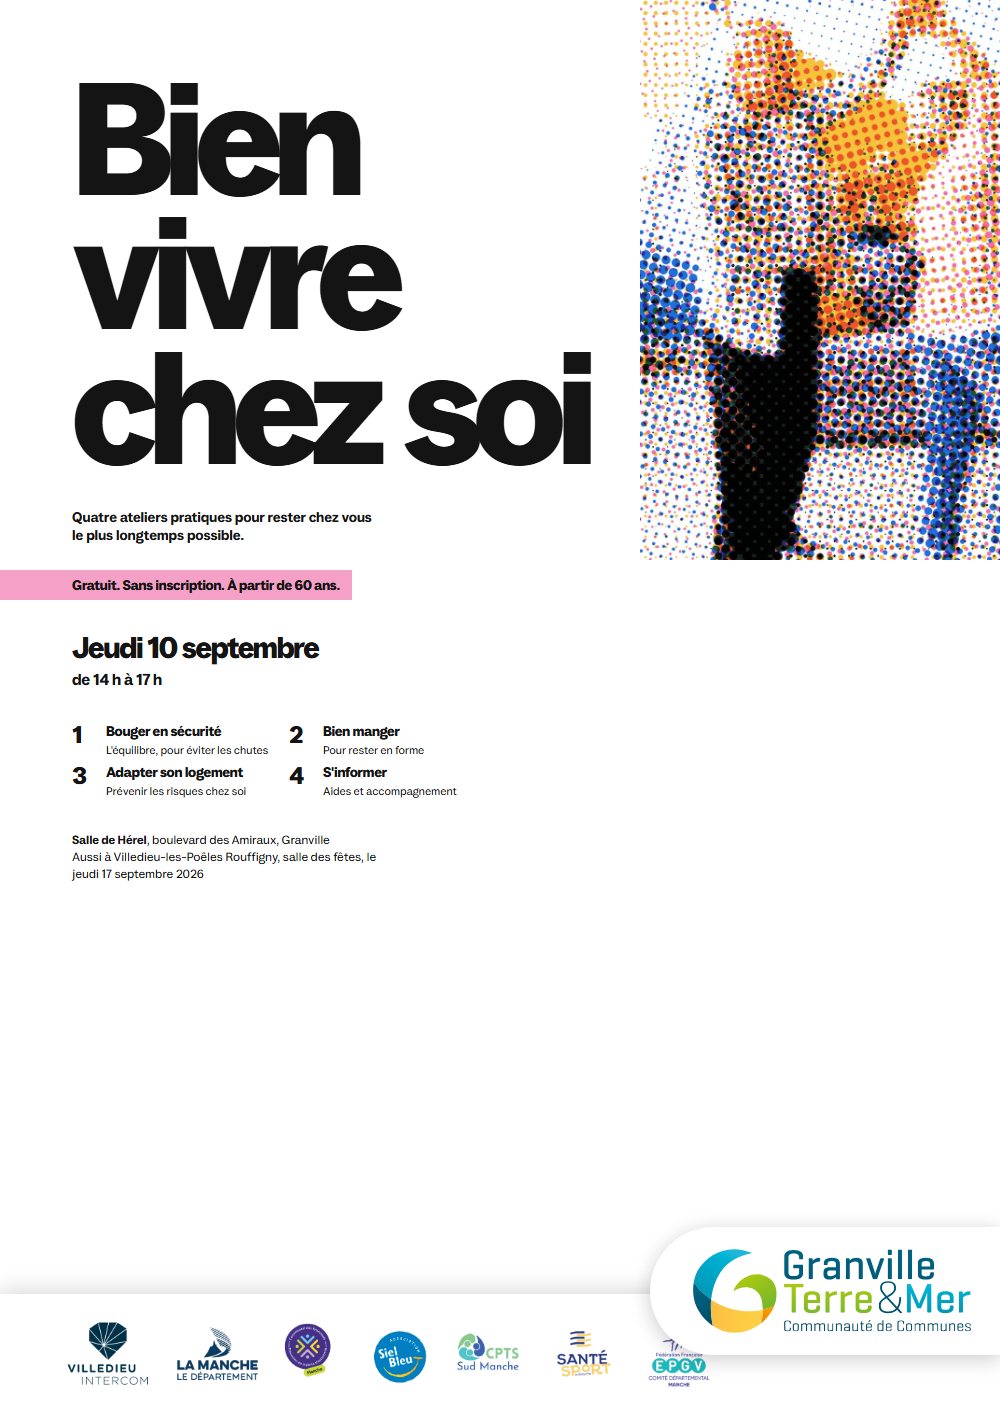 Bien
vivre
chez soi
Quatre ateliers pratiques pour rester chez vous
le plus longtemps possible.
Gratuit. Sans inscription. À partir de 60 ans.
Jeudi 10 septembre
de 14 h à 17 h
1 Bouger en sécurité
L'équilibre, pour éviter les chutes
2 Bien manger
Pour rester en forme
3 Adapter son logement
Prévenir les risques chez soi
4 S'informer
Aides et accompagnement
Salle de Hérel, boulevard des Amiraux, Granville
Aussi à Villedieu-les-Poêles Rouffigny, salle des fêtes, le
jeudi 17 septembre 2026
Granville
Terre&Mer
Communauté de Communes
VILLEDIEU
INTERCOM
LA MANCHE
LE DÉPARTEMENT
Manche
ASSOCIATION
Siel
Bleu
CPTS
Sud Manche
SANTÉ
SPORT
Fédération Française
EPGV
COMITÉ DÉPARTEMENTAL
MANCHE